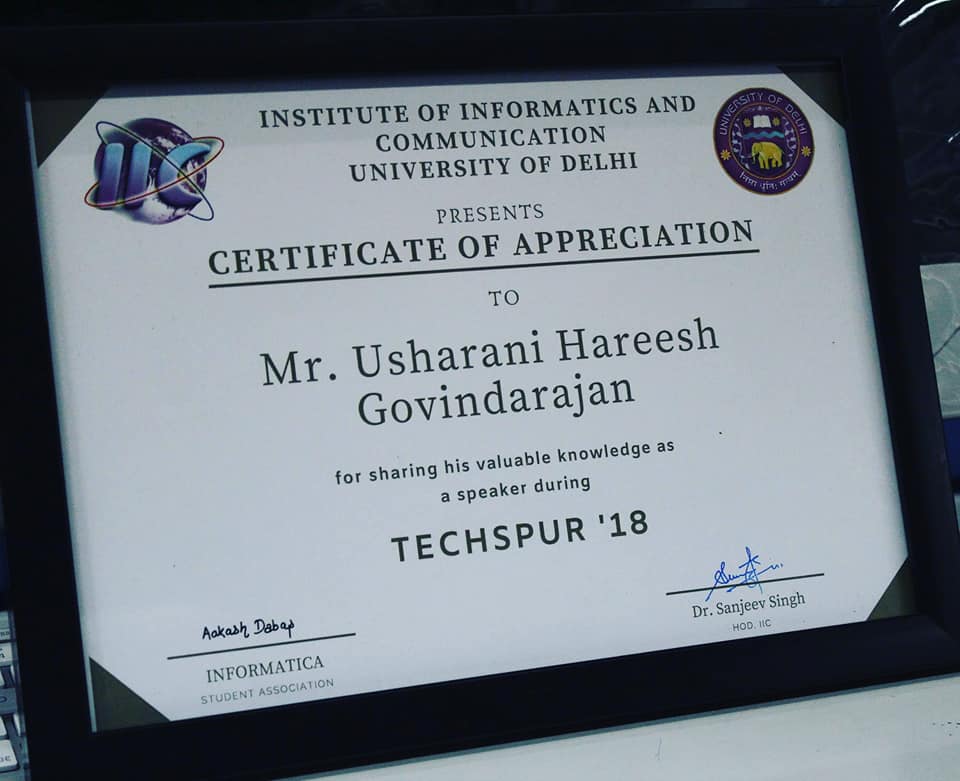 IIC
INSTITUTE OF INFORMATICS AND
COMMUNICATION
UNIVERSITY OF DELHI
UNIVERSITY OF DELHI
PRESENTS
CERTIFICATE OF APPRECIATION
TO
Mr. Usharani Hareesh
Govindarajan
for sharing his valuable knowledge as
a speaker during
TECHSPUR '18
Aakash
INFORMATICA
STUDENT ASSOCIATION
Dr. Sanjeev Singh
HOD, IIC